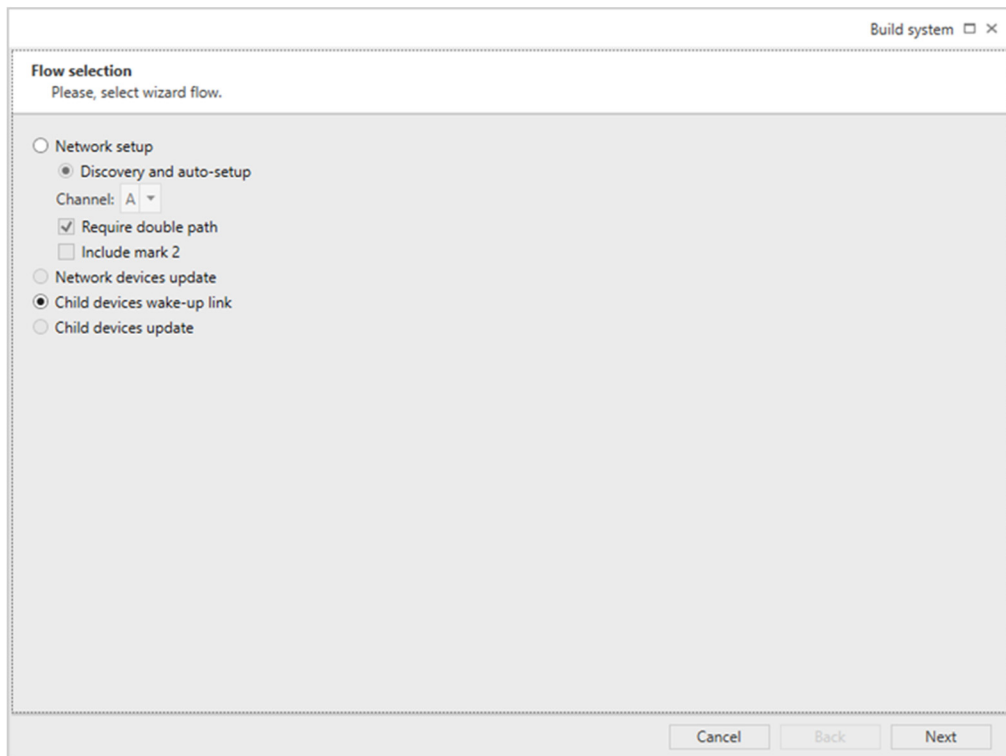 Build system
Flow selection
Please, select wizard flow.
Network setup
Discovery and auto-setup
Channel: A
Require double path
Include mark 2
Network devices update
Child devices wake-up link
Child devices update
Cancel Back Next